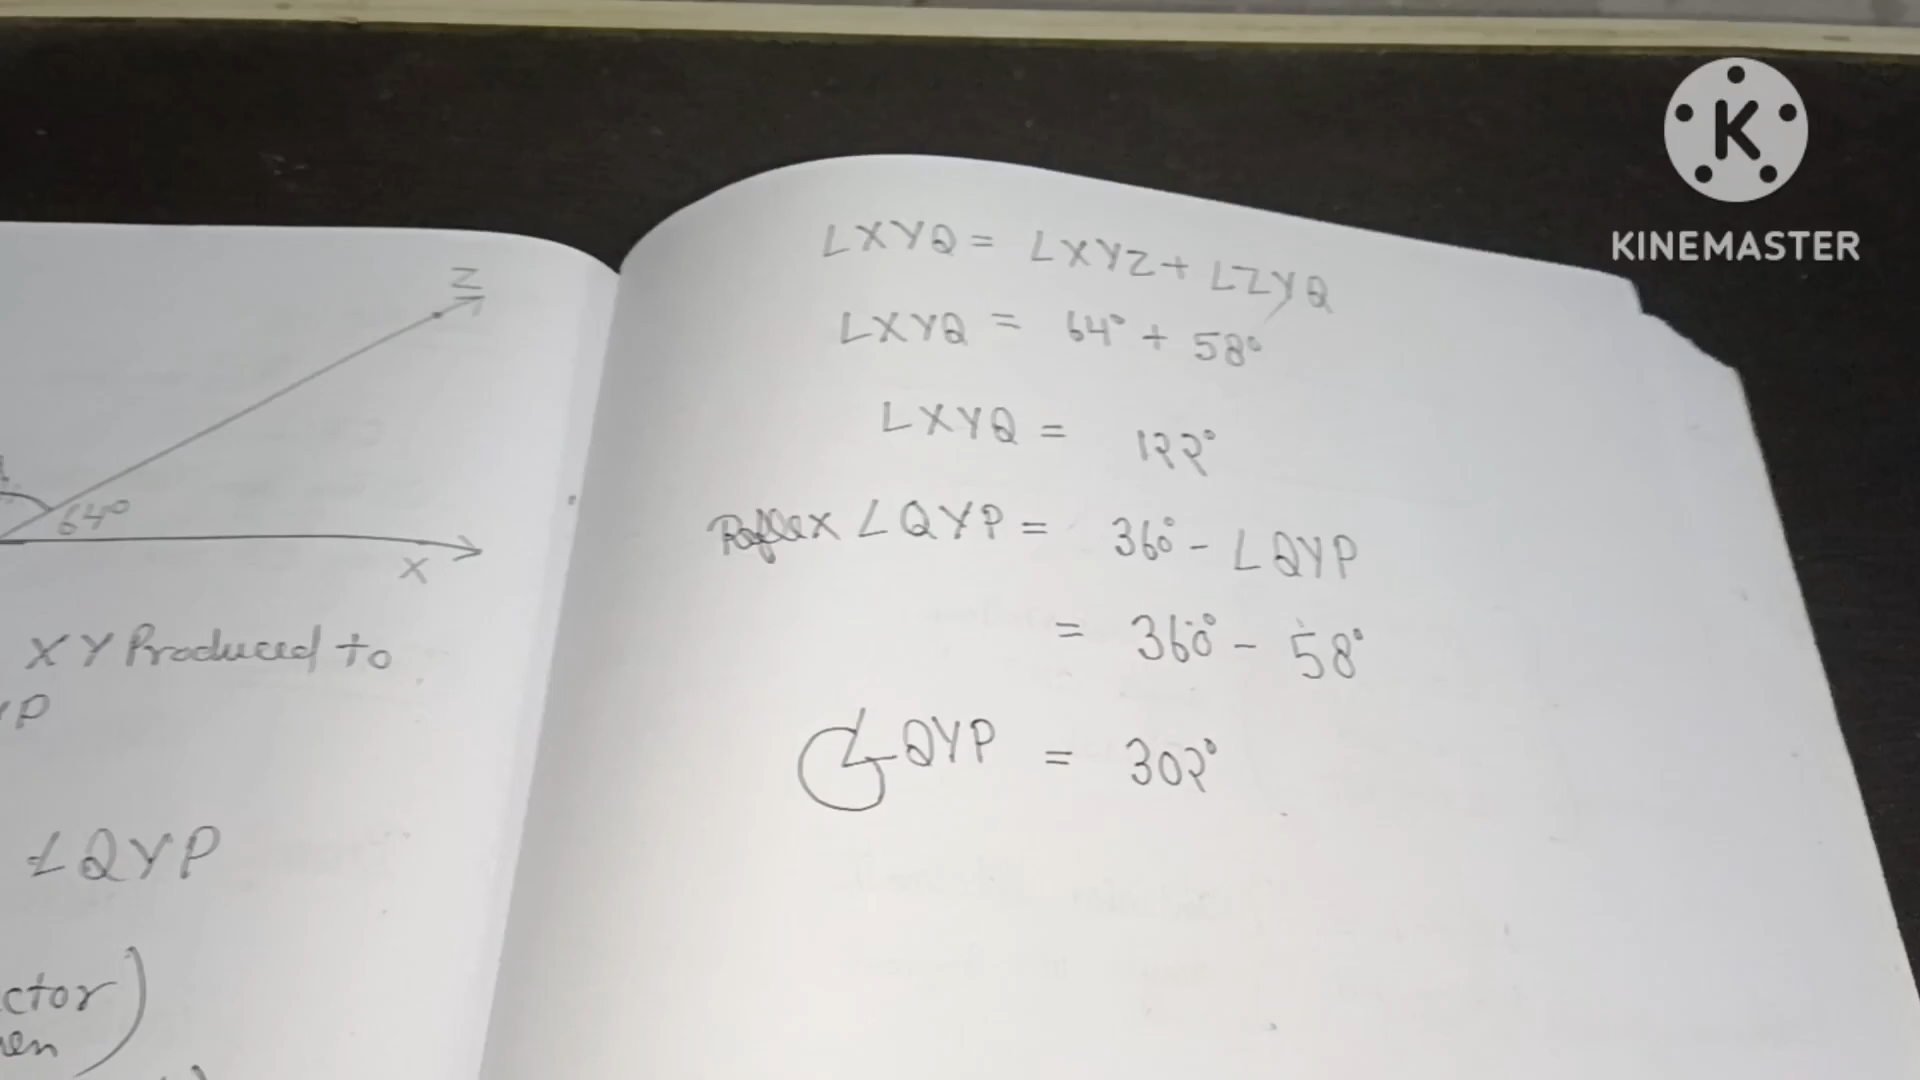 Z
64°
X
XY Produced to
YP
∠QYP
ctor)
en
∠XYQ = ∠XYZ + ∠ZYQ
∠XYQ = 64° + 58°
∠XYQ = 122°
Reflex ∠QYP = 360° - ∠QYP
= 360° - 58°
∠QYP = 302°
K
KINEMASTER